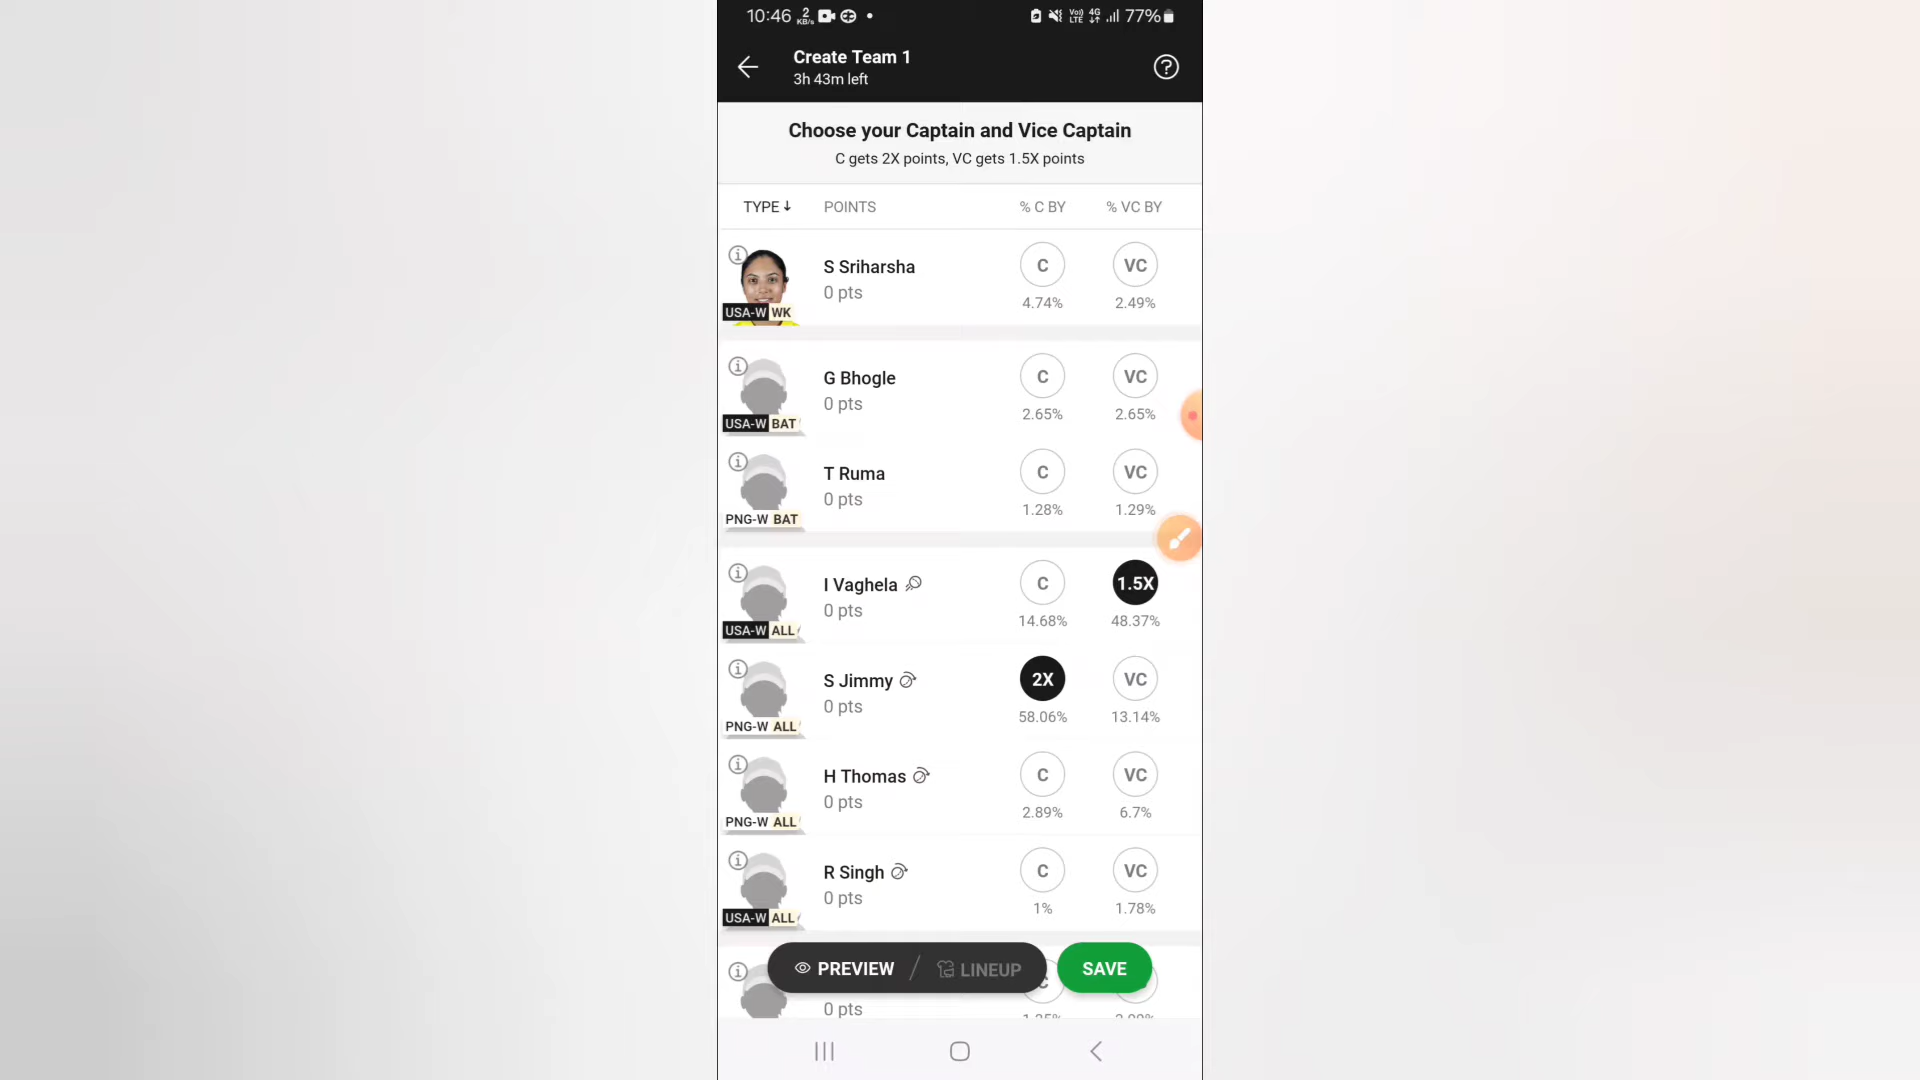 10:46 2 KB/s Vo)) LTE 4G 77%
Create Team 1
3h 43m left
Choose your Captain and Vice Captain
C gets 2X points, VC gets 1.5X points
TYPE POINTS % C BY % VC BY
S Sriharsha C VC
0 pts 4.74% 2.49%
USA-W WK
G Bhogle C VC
0 pts 2.65% 2.65%
USA-W BAT
T Ruma C VC
0 pts 1.28% 1.29%
PNG-W BAT
I Vaghela C 1.5X
0 pts 14.68% 48.37%
USA-W ALL
S Jimmy 2X VC
0 pts 58.06% 13.14%
PNG-W ALL
H Thomas C VC
0 pts 2.89% 6.7%
PNG-W ALL
R Singh C VC
0 pts 1% 1.78%
USA-W ALL
PREVIEW / LINEUP SAVE
0 pts